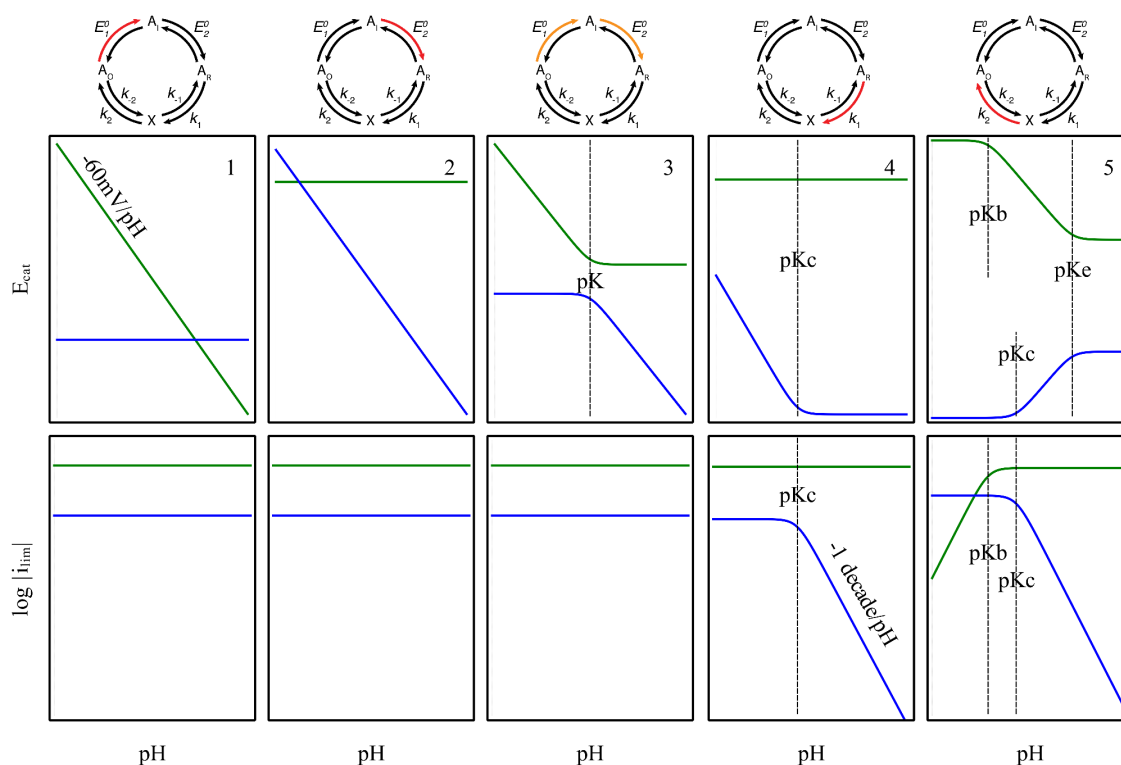 E₁⁰ A_I E₂⁰
A_O A_R
k₋₂ k₋₁
k₂ X k₁
E₁⁰ A_I E₂⁰
A_O A_R
k₋₂ k₋₁
k₂ X k₁
E₁⁰ A_I E₂⁰
A_O A_R
k₋₂ k₋₁
k₂ X k₁
E₁⁰ A_I E₂⁰
A_O A_R
k₋₂ k₋₁
k₂ X k₁
E₁⁰ A_I E₂⁰
A_O A_R
k₋₂ k₋₁
k₂ X k₁
E_cat
-60mV/pH
1
2
3
pK
4
pKc
5
pKb
pKe
pKc
log |i_lim|
pKc
-1 decade/pH
pKb
pKc
pH
pH
pH
pH
pH